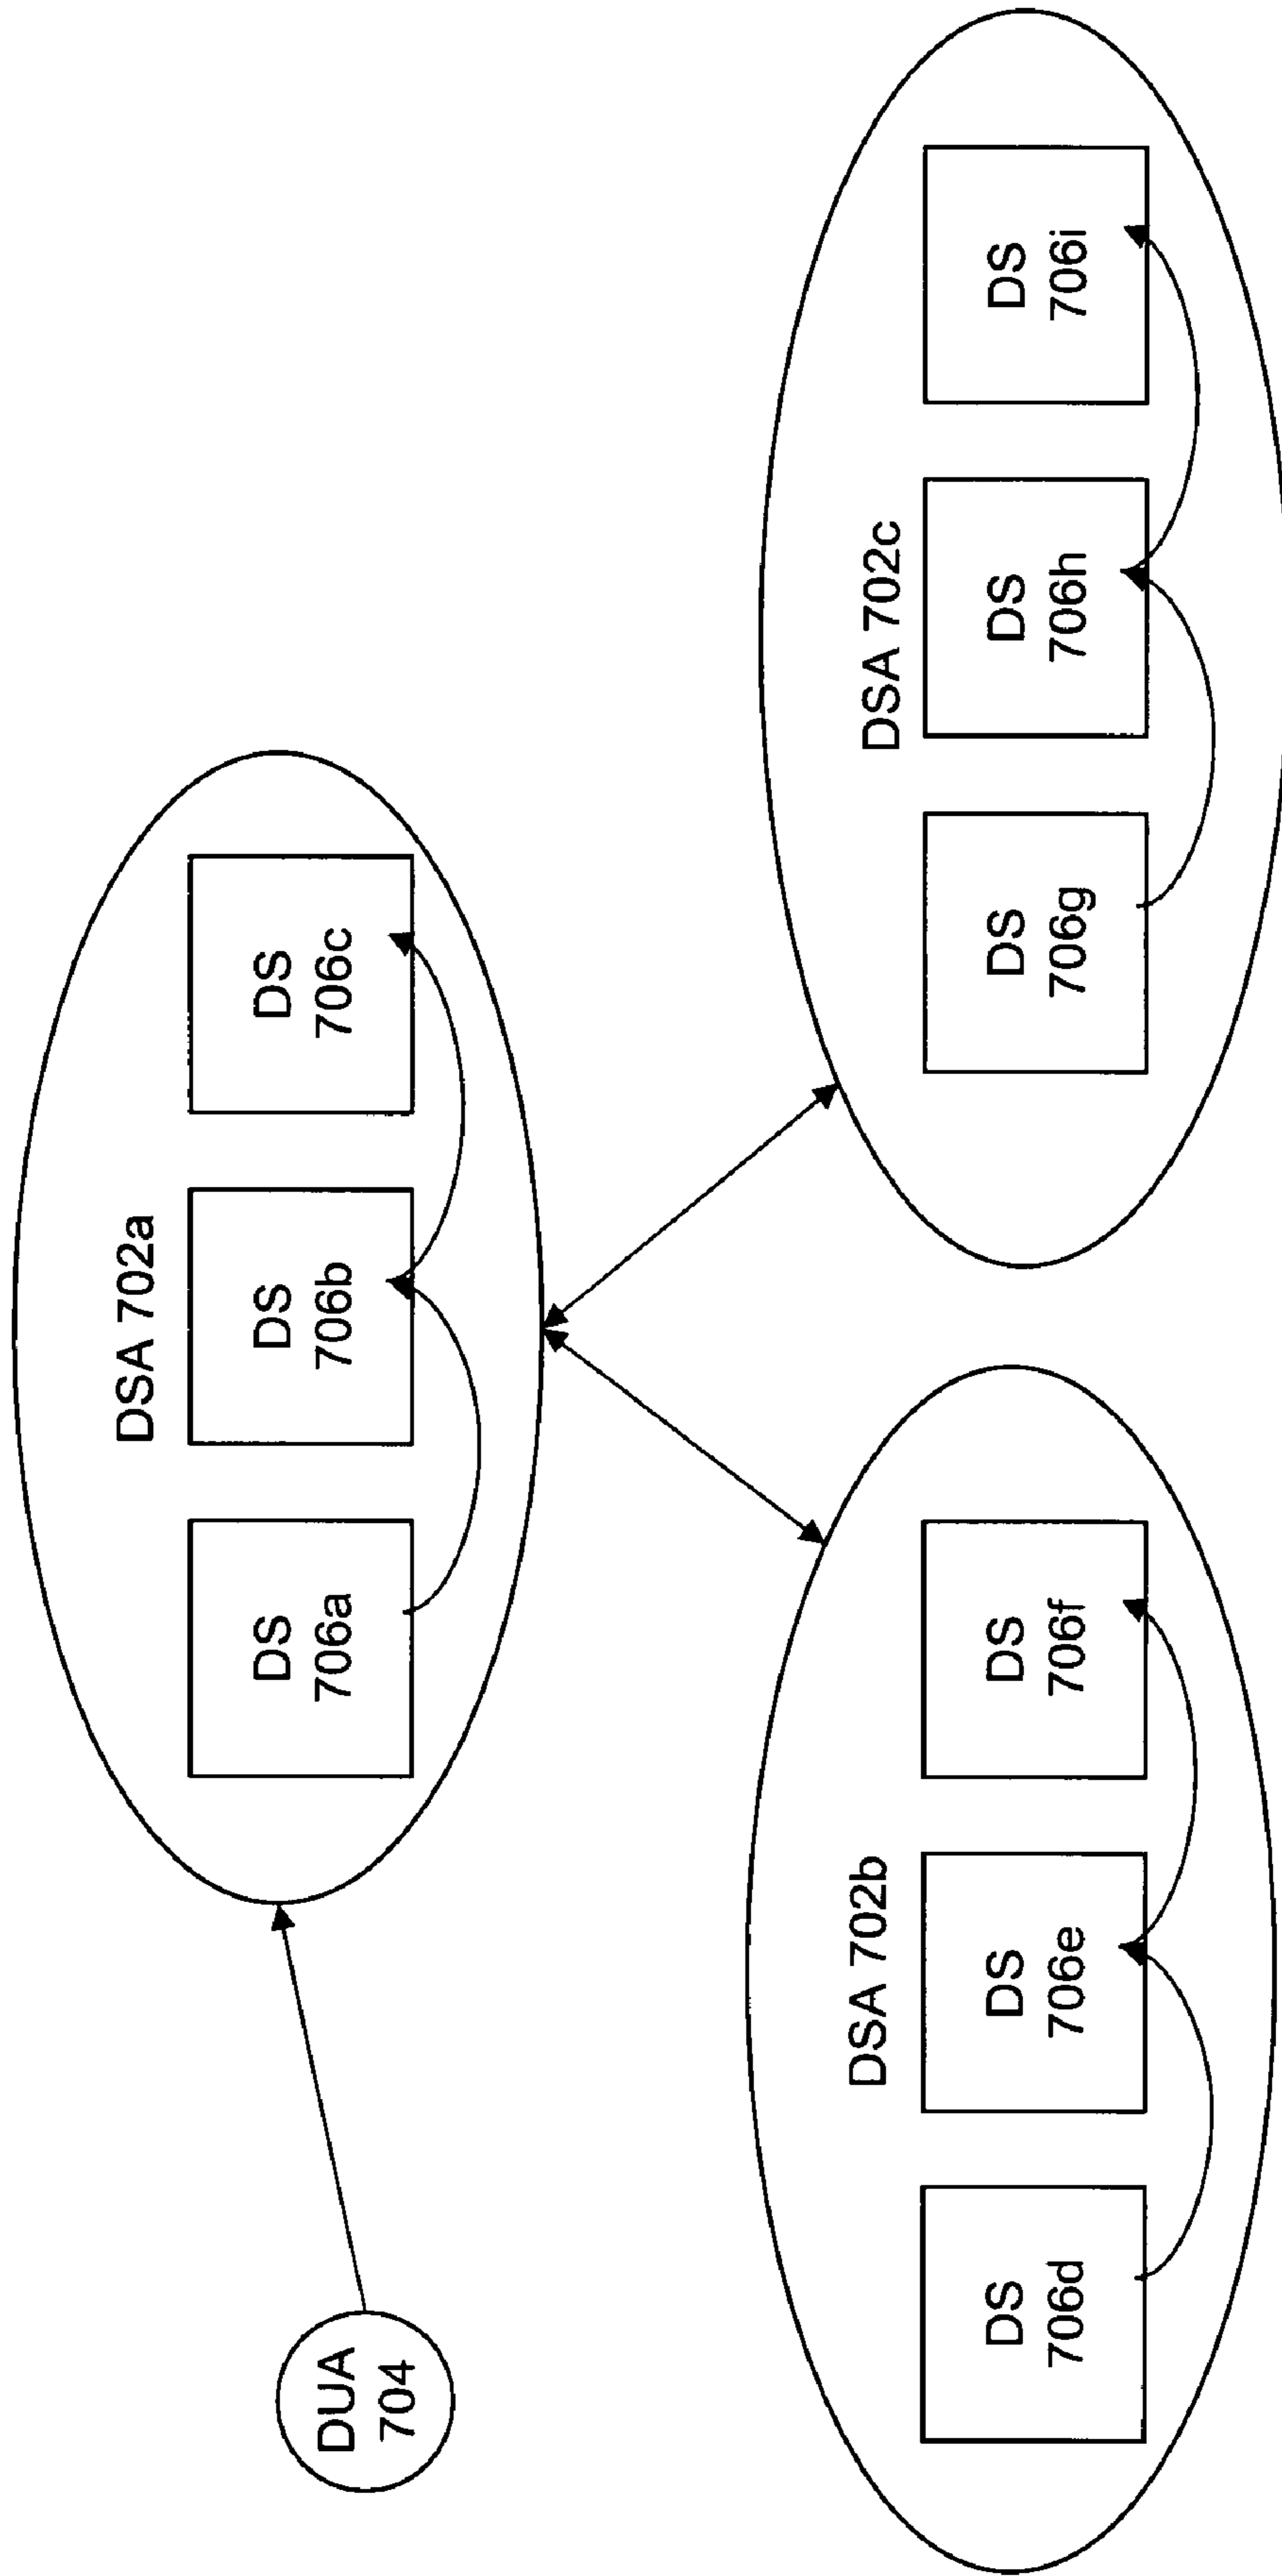 DUA
704
DSA 702a
DS
706a
DS
706b
DS
706c
DSA 702b
DS
706d
DS
706e
DS
706f
DSA 702c
DS
706g
DS
706h
DS
706i